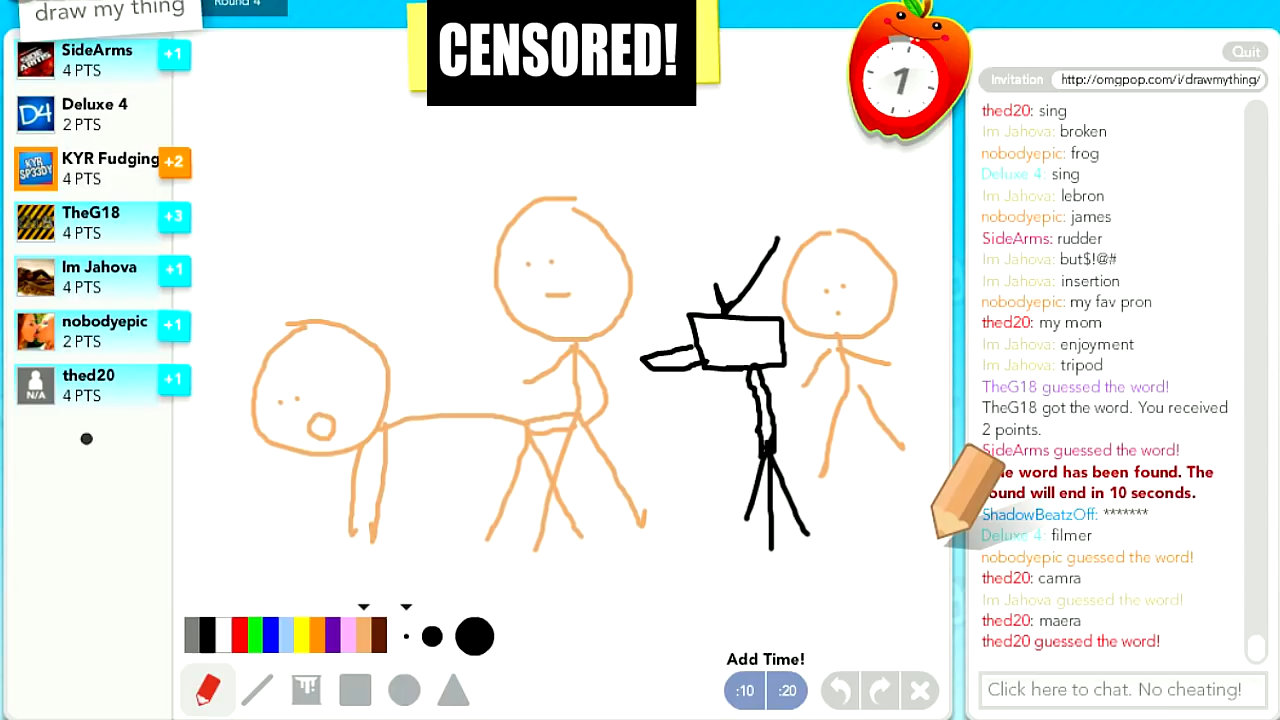 draw my thing
Round 4
CENSORED!
1
SideArms
4 PTS
+1
Deluxe 4
2 PTS
D4
KYR Fudging
4 PTS
+2
KYR
SP33DY
TheG18
4 PTS
+3
Im Jahova
4 PTS
+1
nobodyepic
2 PTS
+1
thed20
4 PTS
+1
N/A
Quit
Invitation http://omgpop.com/i/drawmything/
thed20: sing
Im Jahova: broken
nobodyepic: frog
Deluxe 4: sing
Im Jahova: lebron
nobodyepic: james
SideArms: rudder
Im Jahova: but$!@#
Im Jahova: insertion
nobodyepic: my fav pron
thed20: my mom
Im Jahova: enjoyment
Im Jahova: tripod
TheG18 guessed the word!
TheG18 got the word. You received
2 points.
SideArms guessed the word!
word has been found. The
ound will end in 10 seconds.
ShadowBeatzOff: *******
Deluxe 4: filmer
nobodyepic guessed the word!
thed20: camra
Im Jahova guessed the word!
thed20: maera
thed20 guessed the word!
Add Time!
:10 :20
Click here to chat. No cheating!